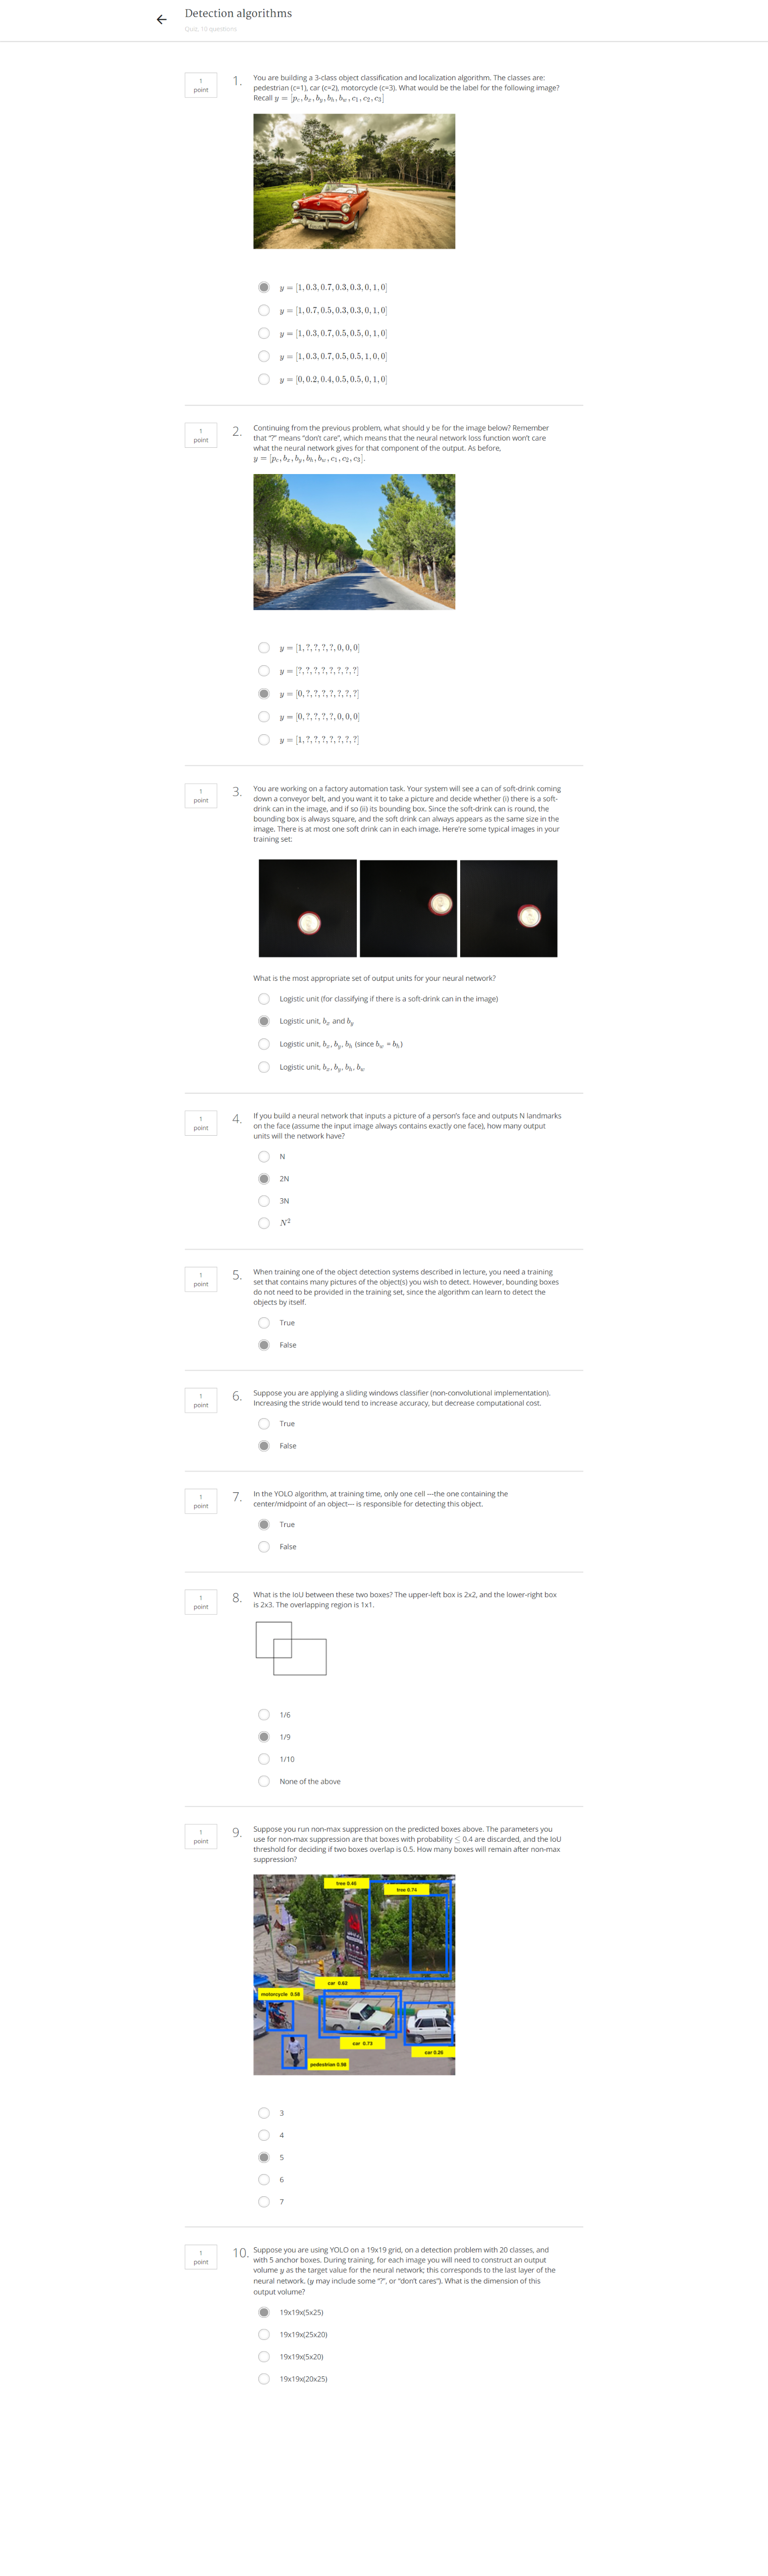 Detection algorithms
Quiz, 10 questions
1
point
1.
You are building a 3-class object classification and localization algorithm. The classes are:
pedestrian (c=1), car (c=2), motorcycle (c=3). What would be the label for the following image?
Recall y = [p_c, b_x, b_y, b_h, b_w, c_1, c_2, c_3]
y = [1, 0.3, 0.7, 0.3, 0.3, 0, 1, 0]
y = [1, 0.7, 0.5, 0.3, 0.3, 0, 1, 0]
y = [1, 0.3, 0.7, 0.5, 0.5, 0, 1, 0]
y = [1, 0.3, 0.7, 0.5, 0.5, 1, 0, 0]
y = [0, 0.2, 0.4, 0.5, 0.5, 0, 1, 0]
1
point
2.
Continuing from the previous problem, what should y be for the image below? Remember
that "?" means "don't care", which means that the neural network loss function won't care
what the neural network gives for that component of the output. As before,
y = [p_c, b_x, b_y, b_h, b_w, c_1, c_2, c_3].
y = [1, ?, ?, ?, ?, 0, 0, 0]
y = [?, ?, ?, ?, ?, ?, ?, ?]
y = [0, ?, ?, ?, ?, ?, ?, ?]
y = [0, ?, ?, ?, ?, 0, 0, 0]
y = [1, ?, ?, ?, ?, ?, ?, ?]
1
point
3.
You are working on a factory automation task. Your system will see a can of soft-drink coming
down a conveyor belt, and you want it to take a picture and decide whether (i) there is a soft-
drink can in the image, and if so (ii) its bounding box. Since the soft-drink can is round, the
bounding box is always square, and the soft drink can always appears as the same size in the
image. There is at most one soft drink can in each image. Here're some typical images in your
training set:
What is the most appropriate set of output units for your neural network?
Logistic unit (for classifying if there is a soft-drink can in the image)
Logistic unit, b_x and b_y
Logistic unit, b_x, b_y, b_h (since b_w = b_h)
Logistic unit, b_x, b_y, b_h, b_w
1
point
4.
If you build a neural network that inputs a picture of a person's face and outputs N landmarks
on the face (assume the input image always contains exactly one face), how many output
units will the network have?
N
2N
3N
N²
1
point
5.
When training one of the object detection systems described in lecture, you need a training
set that contains many pictures of the object(s) you wish to detect. However, bounding boxes
do not need to be provided in the training set, since the algorithm can learn to detect the
objects by itself.
True
False
1
point
6.
Suppose you are applying a sliding windows classifier (non-convolutional implementation).
Increasing the stride would tend to increase accuracy, but decrease computational cost.
True
False
1
point
7.
In the YOLO algorithm, at training time, only one cell ---the one containing the
center/midpoint of an object--- is responsible for detecting this object.
True
False
1
point
8.
What is the IoU between these two boxes? The upper-left box is 2x2, and the lower-right box
is 2x3. The overlapping region is 1x1.
1/6
1/9
1/10
None of the above
1
point
9.
Suppose you run non-max suppression on the predicted boxes above. The parameters you
use for non-max suppression are that boxes with probability ≤ 0.4 are discarded, and the IoU
threshold for deciding if two boxes overlap is 0.5. How many boxes will remain after non-max
suppression?
tree 0.46
tree 0.74
car 0.62
motorcycle 0.58
car 0.73
car 0.26
pedestrian 0.98
3
4
5
6
7
1
point
10.
Suppose you are using YOLO on a 19x19 grid, on a detection problem with 20 classes, and
with 5 anchor boxes. During training, for each image you will need to construct an output
volume y as the target value for the neural network; this corresponds to the last layer of the
neural network. (y may include some "?", or "don't cares"). What is the dimension of this
output volume?
19x19x(5x25)
19x19x(25x20)
19x19x(5x20)
19x19x(20x25)